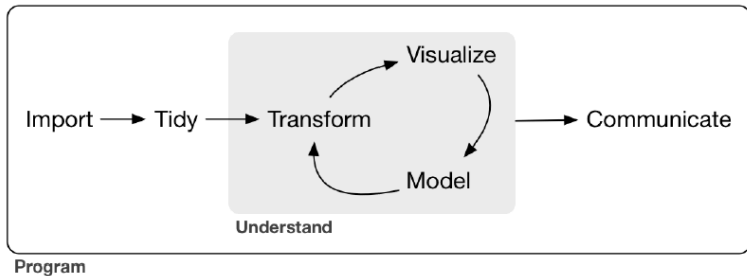 Visualize
Import
Tidy
Transform
Communicate
Model
Understand
Program